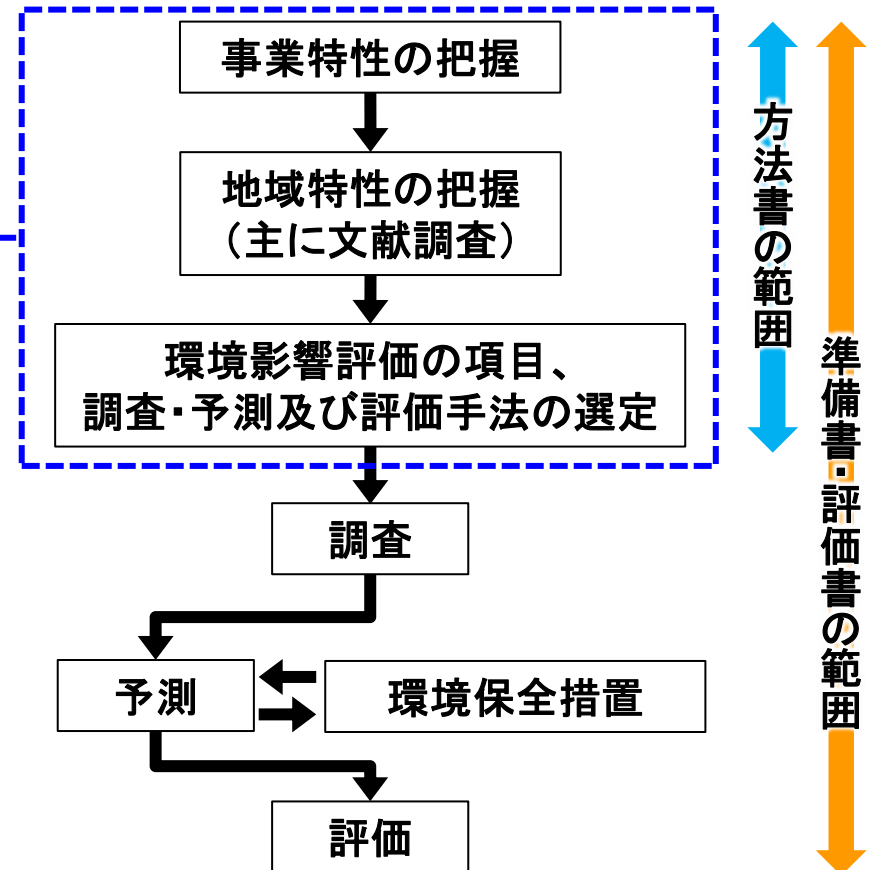 事業特性の把握
地域特性の把握
（主に文献調査）
環境影響評価の項目、
調査・予測及び評価手法の選定
調査
予測
環境保全措置
評価
方法書の範囲
準備書・評価書の範囲